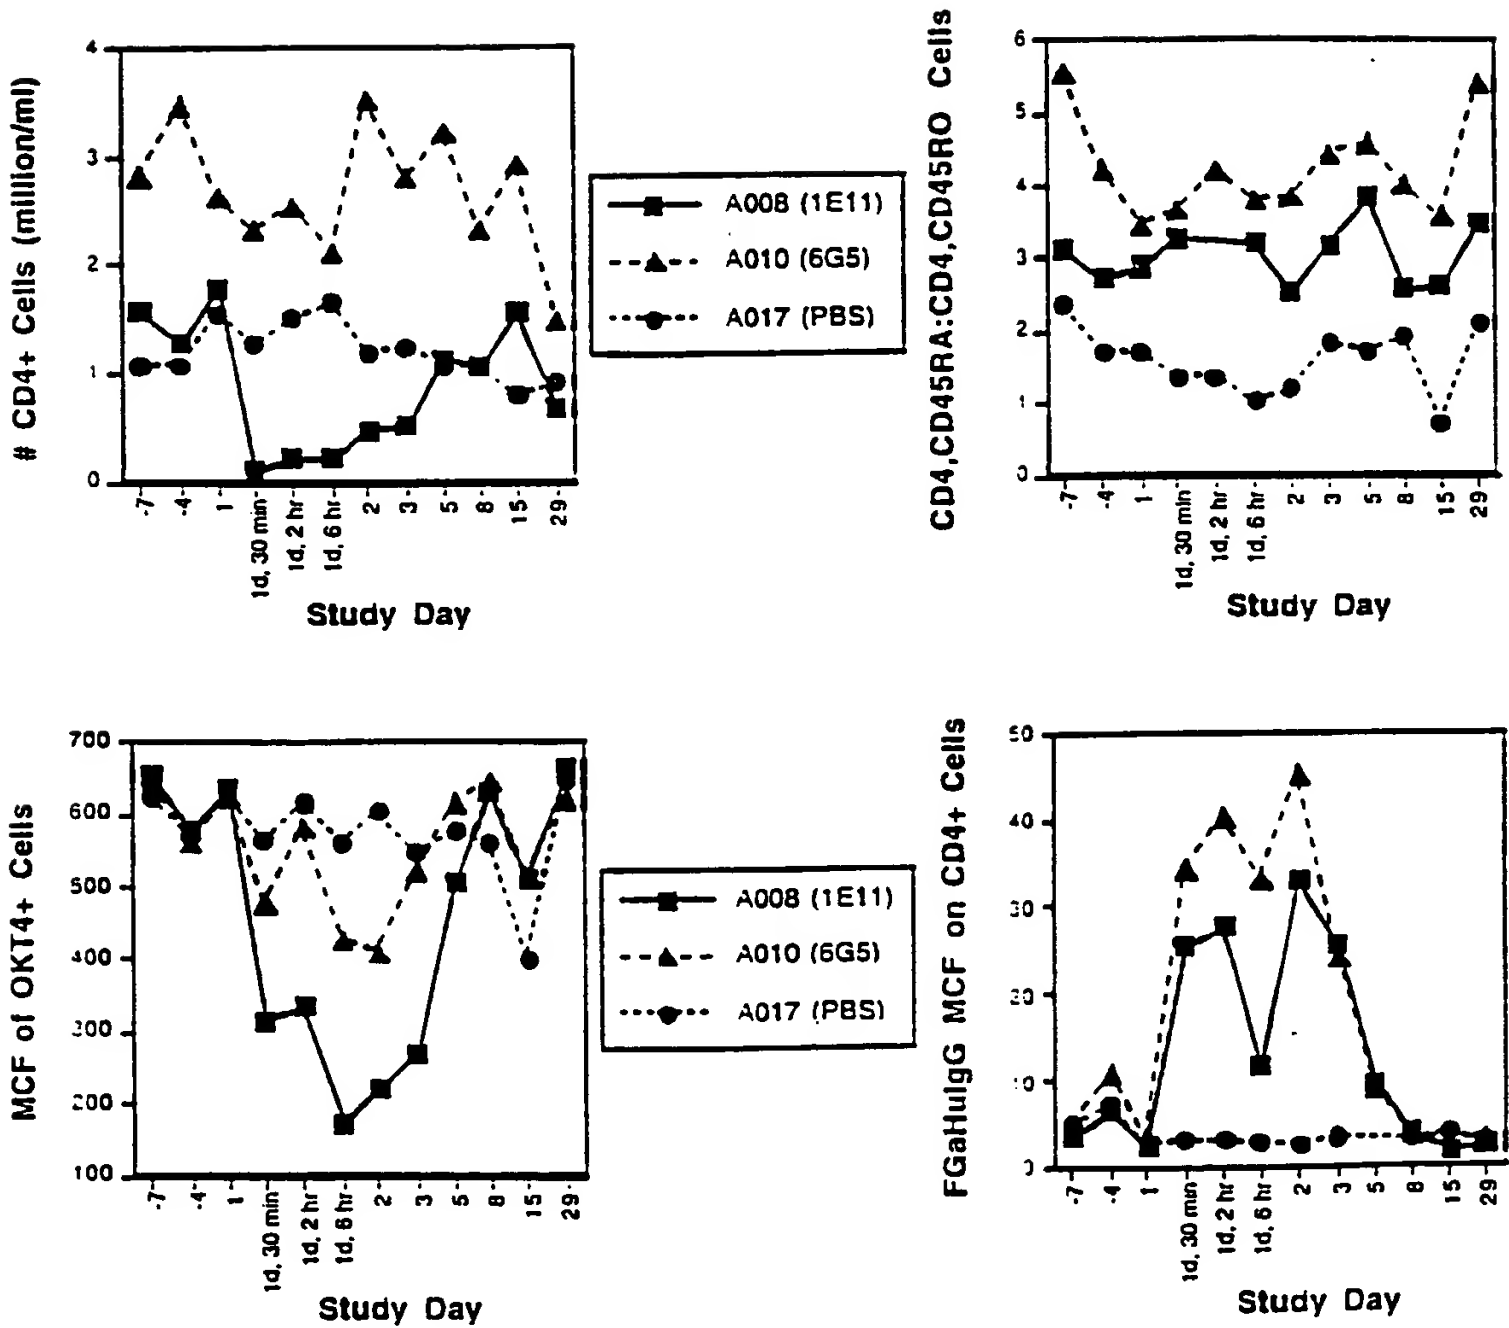 # CD4+ Cells (million/ml)
4
3
2
1
0
-7
-4
1
1d, 30 min
1d, 2 hr
1d, 6 hr
2
3
5
8
15
29
Study Day
A008 (1E11)
A010 (6G5)
A017 (PBS)
CD4,CD45RA:CD4,CD45RO Cells
6
5
4
3
2
1
0
-7
-4
1
1d, 30 min
1d, 2 hr
1d, 6 hr
2
3
5
8
15
29
Study Day
MCF of OKT4+ Cells
700
600
500
400
300
200
100
-7
-4
1
1d, 30 min
1d, 2 hr
1d, 6 hr
2
3
5
8
15
29
Study Day
A008 (1E11)
A010 (6G5)
A017 (PBS)
FGaHuIgG MCF on CD4+ Cells
50
40
30
20
10
0
-7
-4
1
1d, 30 min
1d, 2 hr
1d, 6 hr
2
3
5
8
15
29
Study Day